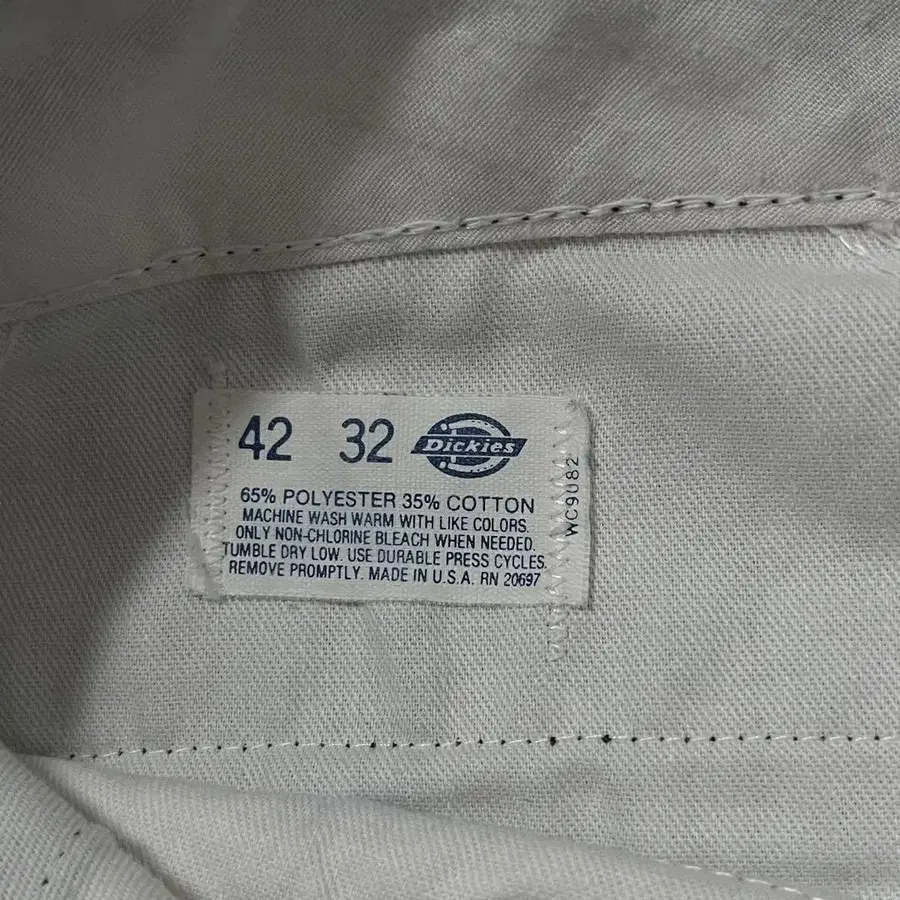 42 32 Dickies
65% POLYESTER 35% COTTON
MACHINE WASH WARM WITH LIKE COLORS.
ONLY NON-CHLORINE BLEACH WHEN NEEDED.
TUMBLE DRY LOW. USE DURABLE PRESS CYCLES.
REMOVE PROMPTLY. MADE IN U.S.A. RN 20697
WC9082